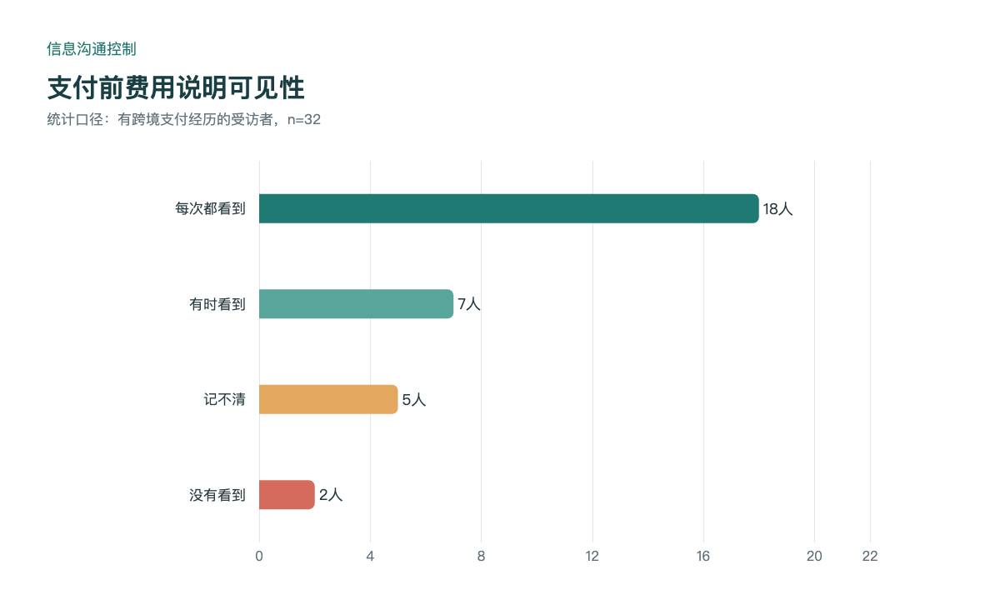 信息沟通控制
支付前费用说明可见性
统计口径：有跨境支付经历的受访者，n=32
每次都看到 18人
有时看到 7人
记不清 5人
没有看到 2人
0 4 8 12 16 20 22